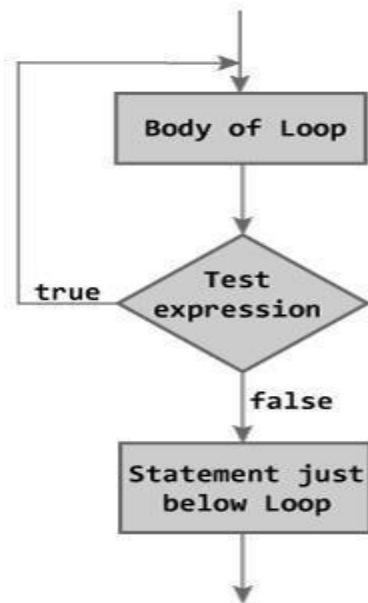 Body of Loop
Test
expression
true
false
Statement just
below Loop